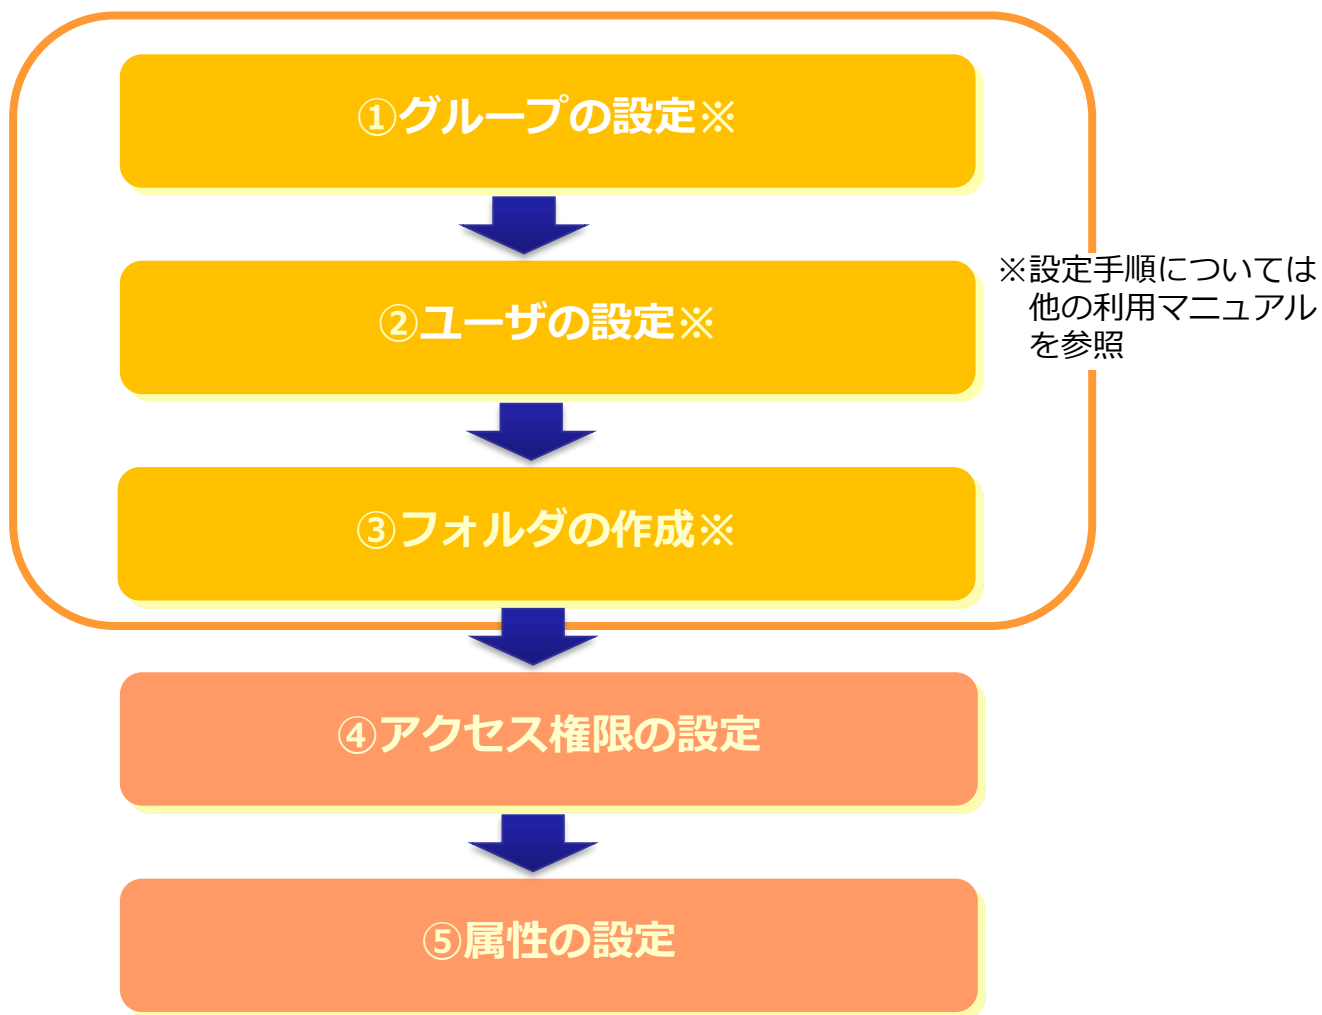 ①グループの設定※
②ユーザの設定※
※設定手順については
他の利用マニュアル
を参照
③フォルダの作成※
④アクセス権限の設定
⑤属性の設定